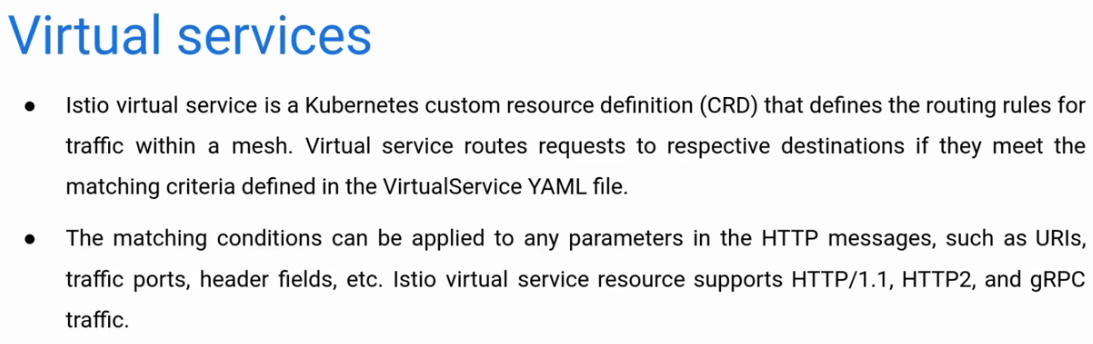 Virtual services
● Istio virtual service is a Kubernetes custom resource definition (CRD) that defines the routing rules for
traffic within a mesh. Virtual service routes requests to respective destinations if they meet the
matching criteria defined in the VirtualService YAML file.
● The matching conditions can be applied to any parameters in the HTTP messages, such as URIs,
traffic ports, header fields, etc. Istio virtual service resource supports HTTP/1.1, HTTP2, and gRPC
traffic.